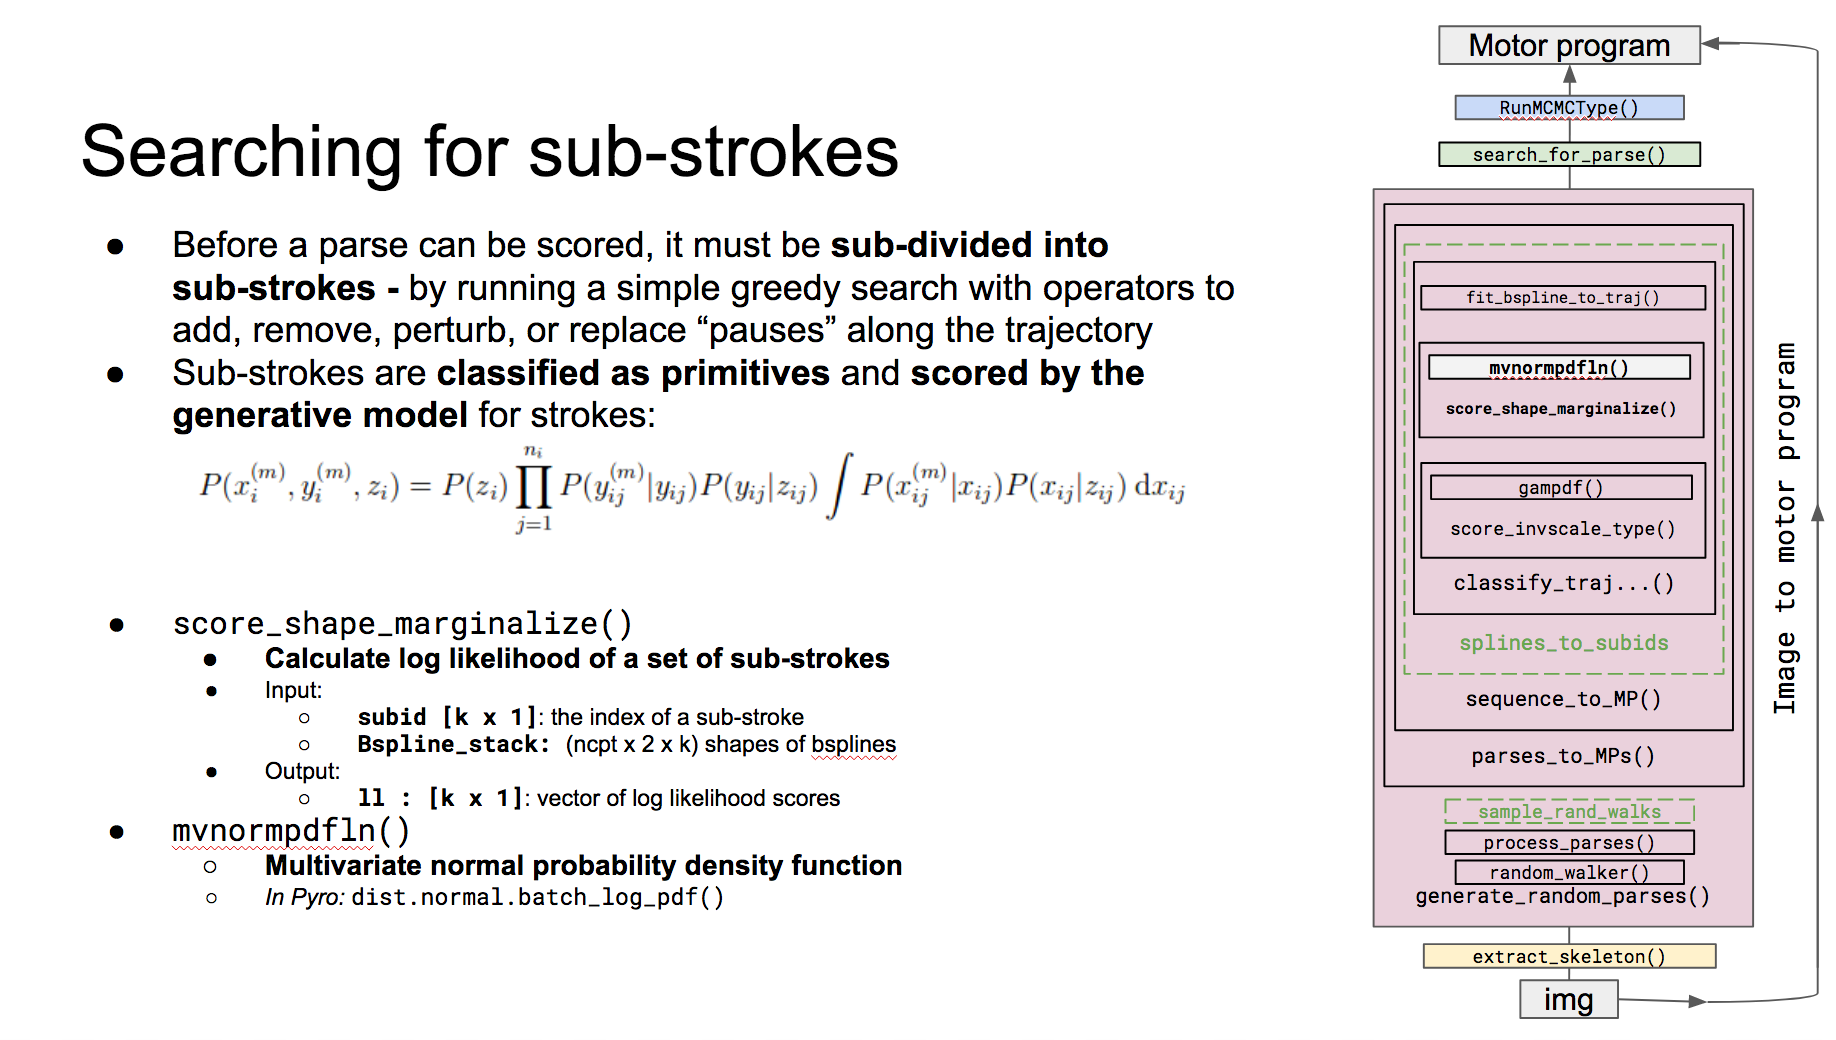 Searching for sub-strokes
● Before a parse can be scored, it must be sub-divided into
sub-strokes - by running a simple greedy search with operators to
add, remove, perturb, or replace “pauses” along the trajectory
● Sub-strokes are classified as primitives and scored by the
generative model for strokes:
P(x_i^{(m)}, y_i^{(m)}, z_i) = P(z_i) ∏_{j=1}^{n_i} P(y_{ij}^{(m)}|y_{ij})P(y_{ij}|z_{ij}) ∫ P(x_{ij}^{(m)}|x_{ij})P(x_{ij}|z_{ij}) dx_{ij}
● score_shape_marginalize()
● Calculate log likelihood of a set of sub-strokes
● Input:
○ subid [k x 1]: the index of a sub-stroke
○ Bspline_stack: (ncpt x 2 x k) shapes of bsplines
● Output:
○ ll : [k x 1]: vector of log likelihood scores
● mvnormpdfln()
○ Multivariate normal probability density function
○ In Pyro: dist.normal.batch_log_pdf()
Motor program
RunMCMCType()
search_for_parse()
fit_bspline_to_traj()
mvnormpdfln()
score_shape_marginalize()
gampdf()
score_invscale_type()
classify_traj...()
splines_to_subids
sequence_to_MP()
parses_to_MPs()
sample_rand_walks
process_parses()
random_walker()
generate_random_parses()
extract_skeleton()
img
Image to motor program